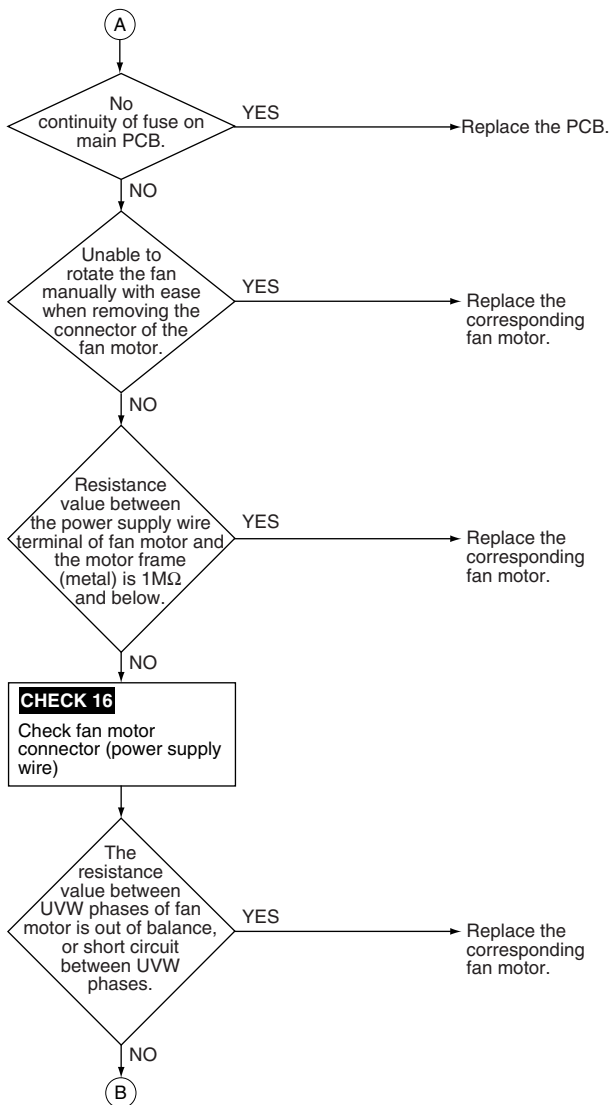 A
No
continuity of fuse on
main PCB.
YES
Replace the PCB.
NO
Unable to
rotate the fan
manually with ease
when removing the
connector of the
fan motor.
YES
Replace the
corresponding
fan motor.
NO
Resistance
value between
the power supply wire
terminal of fan motor and
the motor frame
(metal) is 1MΩ
and below.
YES
Replace the
corresponding
fan motor.
NO
CHECK 16
Check fan motor
connector (power supply
wire)
The
resistance
value between
UVW phases of fan
motor is out of balance,
or short circuit
between UVW
phases.
YES
Replace the
corresponding
fan motor.
NO
B